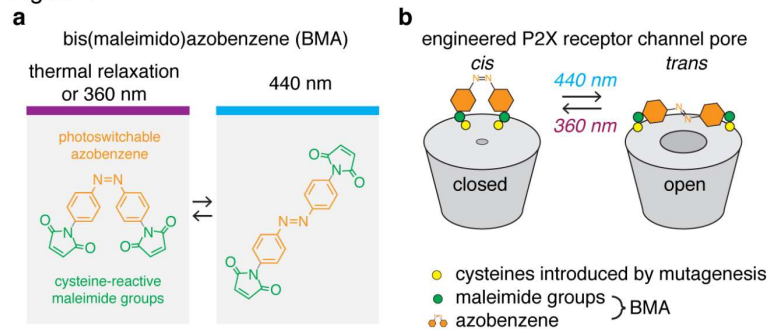 a
bis(maleimido)azobenzene (BMA)
thermal relaxation
or 360 nm
440 nm
photoswitchable
azobenzene
N=N
O
N
O
O
N
O
cysteine-reactive
maleimide groups
O
N
O
N=N
O
N
O
b
engineered P2X receptor channel pore
cis
trans
440 nm
360 nm
N=N
N
N
closed
open
cysteines introduced by mutagenesis
maleimide groups
azobenzene
BMA